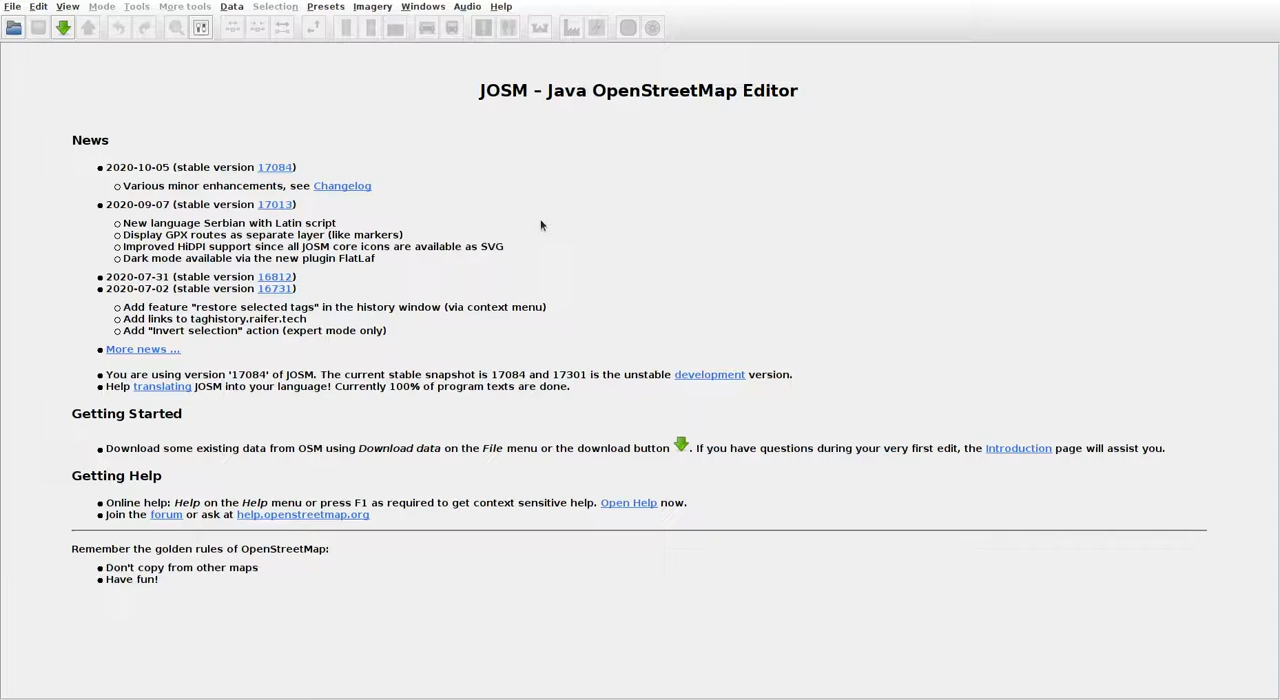 File Edit View Mode Tools More tools Data Selection Presets Imagery Windows Audio Help
JOSM – Java OpenStreetMap Editor
News
2020-10-05 (stable version 17084)
Various minor enhancements, see Changelog
2020-09-07 (stable version 17013)
New language Serbian with Latin script
Display GPX routes as separate layer (like markers)
Improved HiDPI support since all JOSM core icons are available as SVG
Dark mode available via the new plugin FlatLaf
2020-07-31 (stable version 16812)
2020-07-02 (stable version 16731)
Add feature "restore selected tags" in the history window (via context menu)
Add links to taghistory.raifer.tech
Add "Invert selection" action (expert mode only)
More news ...
You are using version '17084' of JOSM. The current stable snapshot is 17084 and 17301 is the unstable development version.
Help translating JOSM into your language! Currently 100% of program texts are done.
Getting Started
Download some existing data from OSM using Download data on the File menu or the download button . If you have questions during your very first edit, the Introduction page will assist you.
Getting Help
Online help: Help on the Help menu or press F1 as required to get context sensitive help. Open Help now.
Join the forum or ask at help.openstreetmap.org
Remember the golden rules of OpenStreetMap:
Don't copy from other maps
Have fun!